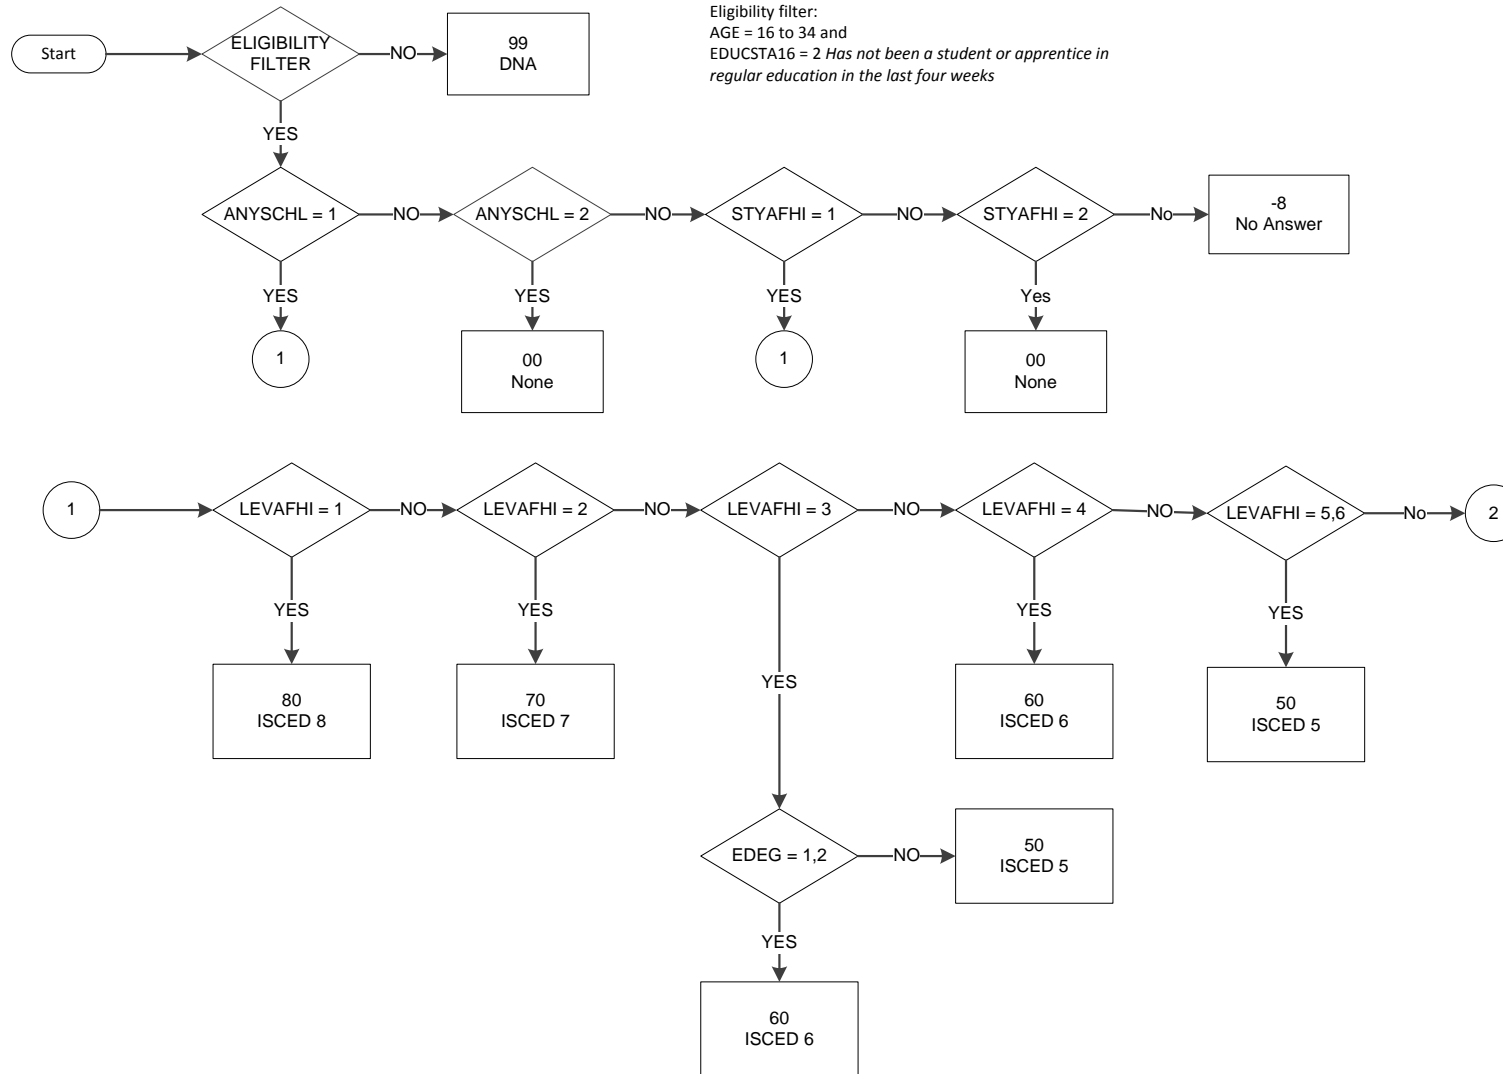 Eligibility filter:
AGE = 16 to 34 and
EDUCSTA16 = 2 Has not been a student or apprentice in
regular education in the last four weeks
Start
ELIGIBILITY
FILTER
NO
99
DNA
YES
ANYSCHL = 1
NO
ANYSCHL = 2
NO
STYAFHI = 1
NO
STYAFHI = 2
No
-8
No Answer
YES
YES
YES
Yes
1
00
None
1
00
None
1
LEVAFHI = 1
NO
LEVAFHI = 2
NO
LEVAFHI = 3
NO
LEVAFHI = 4
NO
LEVAFHI = 5,6
No
2
YES
YES
YES
YES
YES
80
ISCED 8
70
ISCED 7
60
ISCED 6
50
ISCED 5
EDEG = 1,2
NO
50
ISCED 5
YES
60
ISCED 6